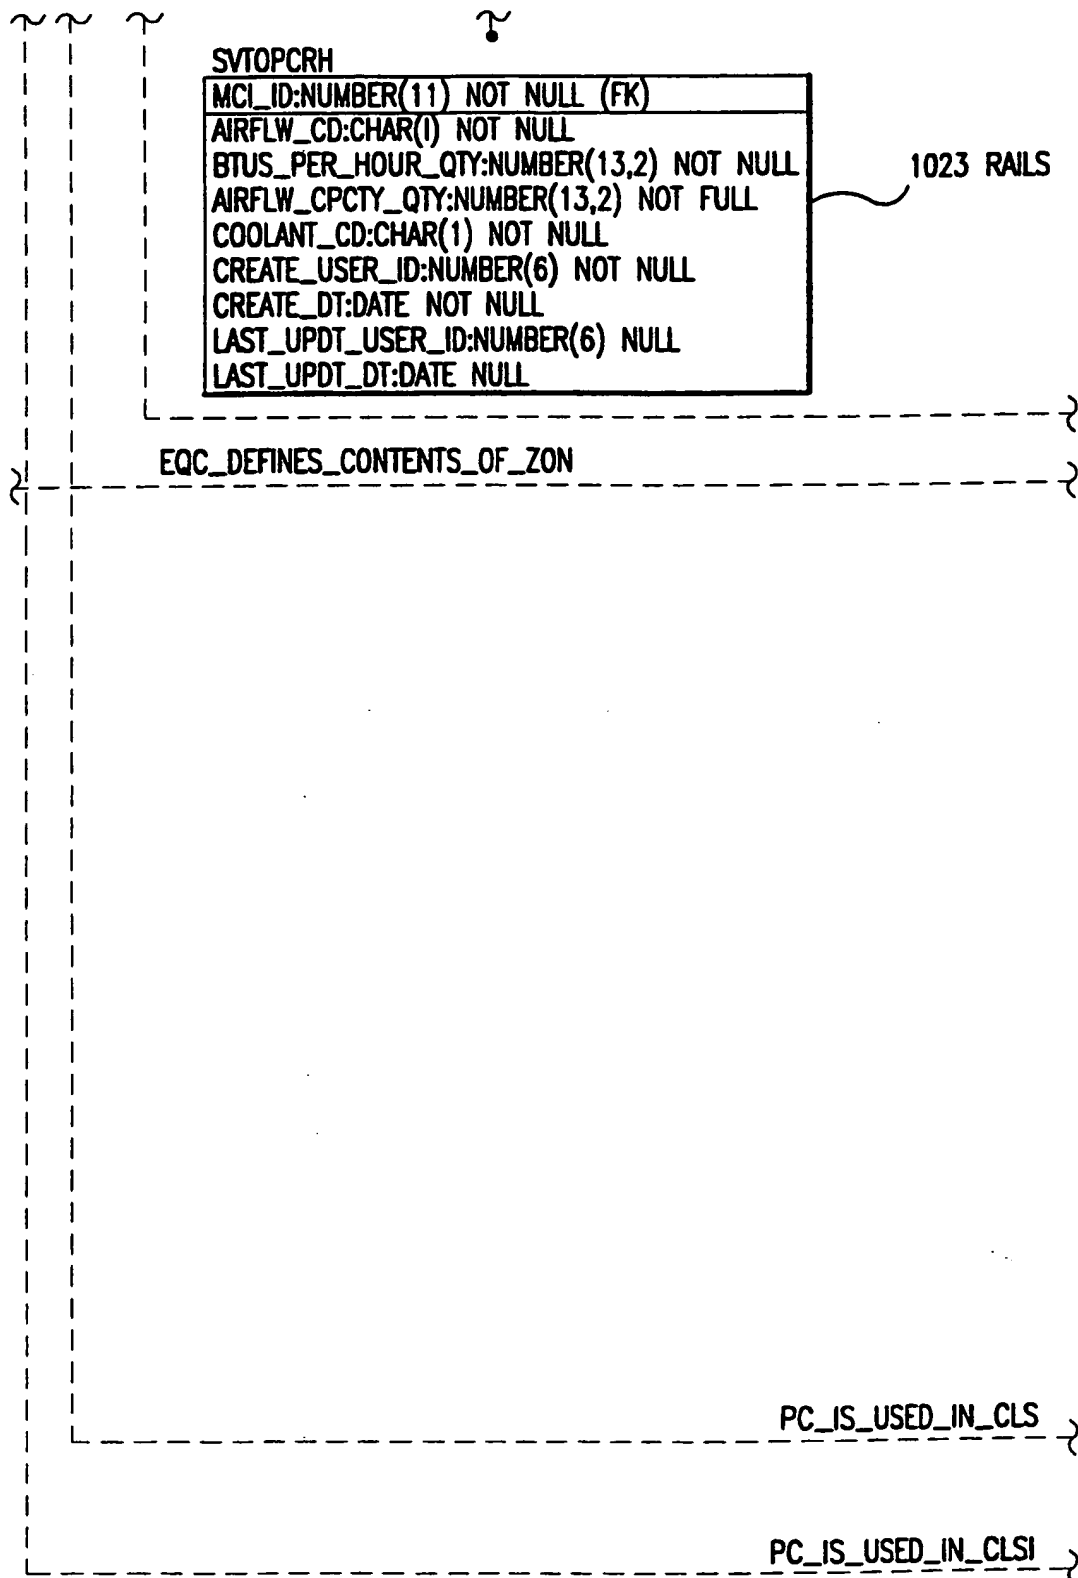 SVTOPCRH
MCI_ID:NUMBER(11) NOT NULL (FK)
AIRFLW_CD:CHAR(I) NOT NULL
BTUS_PER_HOUR_QTY:NUMBER(13,2) NOT NULL
1023 RAILS
AIRFLW_CPCTY_QTY:NUMBER(13,2) NOT FULL
COOLANT_CD:CHAR(1) NOT NULL
CREATE_USER_ID:NUMBER(6) NOT NULL
CREATE_DT:DATE NOT NULL
LAST_UPDT_USER_ID:NUMBER(6) NULL
LAST_UPDT_DT:DATE NULL
EQC_DEFINES_CONTENTS_OF_ZON
PC_IS_USED_IN_CLS
PC_IS_USED_IN_CLSI